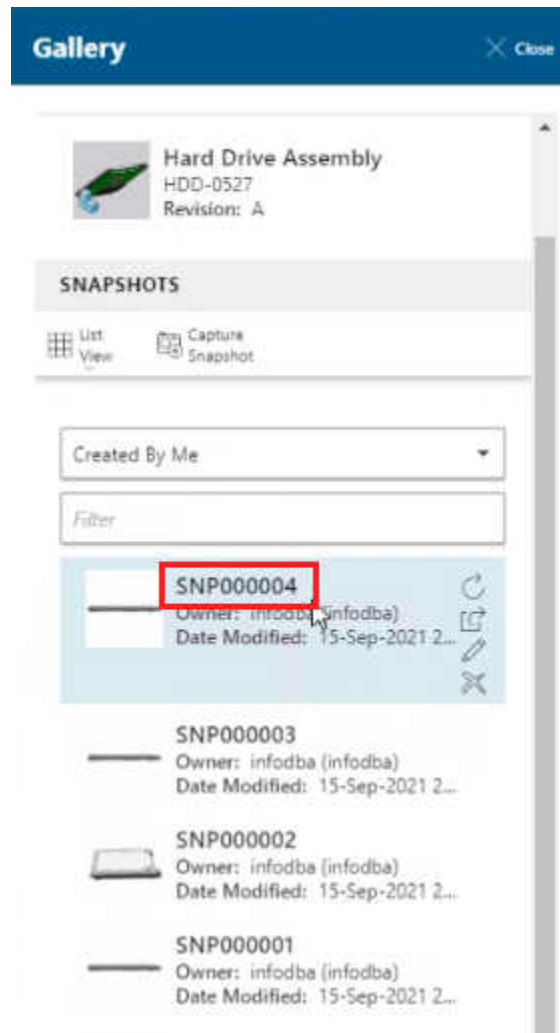 Gallery
Close
Hard Drive Assembly
HDD-0527
Revision: A
SNAPSHOTS
List
View
Capture
Snapshot
Created By Me
Filter
SNP000004
Owner: infodba (infodba)
Date Modified: 15-Sep-2021 2...
SNP000003
Owner: infodba (infodba)
Date Modified: 15-Sep-2021 2...
SNP000002
Owner: infodba (infodba)
Date Modified: 15-Sep-2021 2...
SNP000001
Owner: infodba (infodba)
Date Modified: 15-Sep-2021 2...